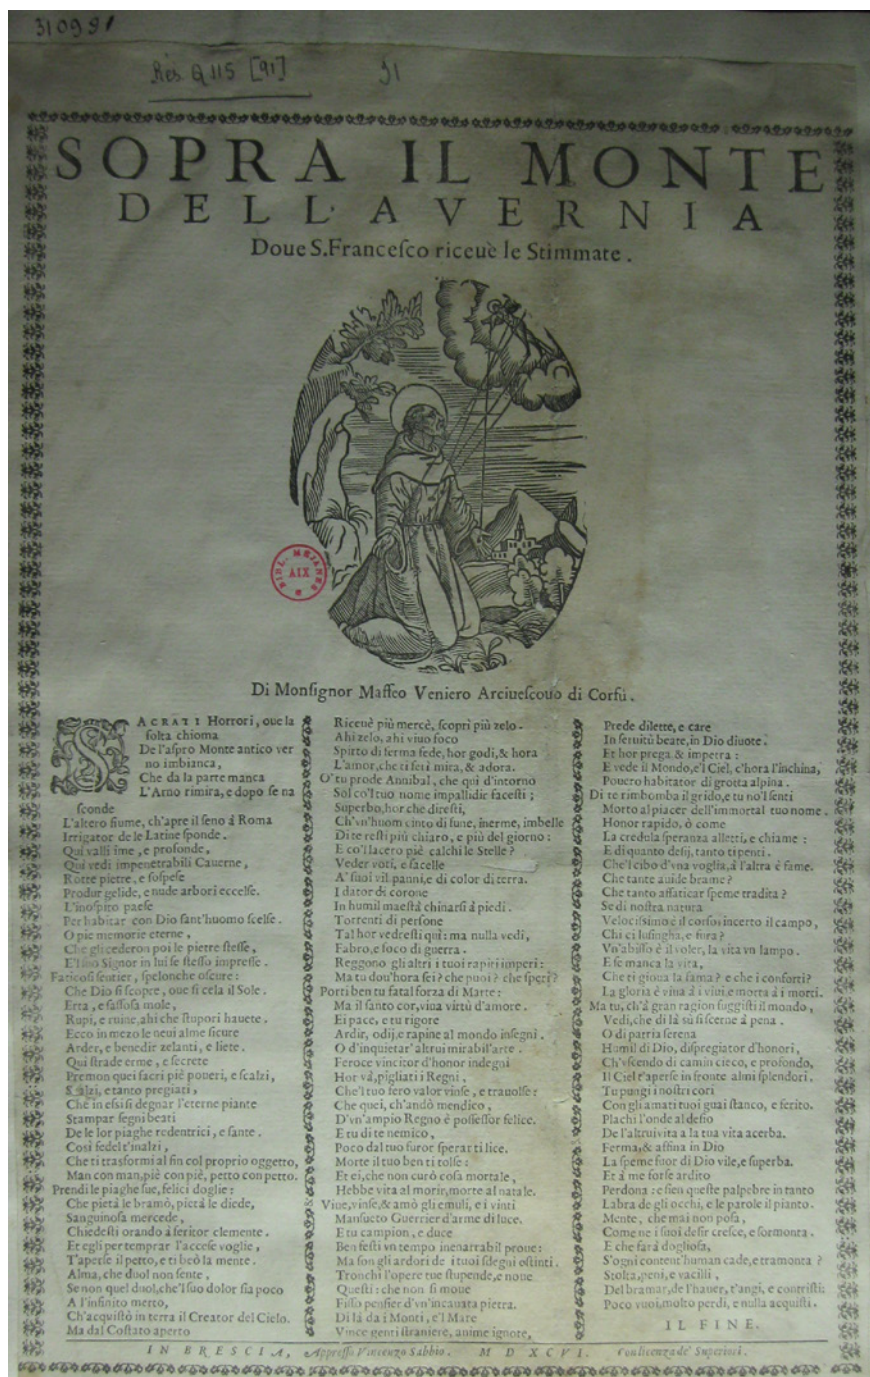 310991
Rés. Q 115 [91]
91
SOPRA IL MONTE
DELL'AVERNIA
Doue S. Francesco riceuè le Stimmate.
BIBL. MEJANES
AIX
Di Monsignor Maffeo Veniero Arciuescouo di Corfù.
SACRATI Horrori, oue la
folta chioma
De l'aspro Monte antico ver
no imbianca,
Che da la parte manca
L'Arno rimira, e dopo se na
sconde
L'altero fiume, ch'apre il seno à Roma
Irrigator de le Latine sponde.
Qui valli ime, e profonde,
Qui vedi impenetrabili Cauerne,
Rotte pietre, e sospese
Produr gelide, e nude arbori eccelse.
L'inospito paese
Per habitar con Dio sant'huomo scelse.
O pie memorie eterne,
Che gli cederon poi le pietre stesse,
E'l suo Signor in lui se stesso impresse.
Faticosi sentier, spelonche oscure:
Che Dio si scopre, oue si cela il Sole.
Erta, e sassosa mole,
Rupi, e ruine, ahi che stupori hauete.
Ecco in mezo le neui alme sicure
Arder, e benedir zelanti, e liete.
Qui strade erme, e secrete
Premon quei sacri piè poueri, e scalzi,
Scalzi, e tanto pregiati,
Che in essi si degnar l'eterne piante
Stampar segni beati
De le lor piaghe redentrici, e sante.
Cosi fedel t'inalzi,
Che ti trasformi al fin col proprio oggetto,
Man con man, piè con piè, petto con petto.
Prendi le piaghe sue, felici doglie:
Che pietà le bramò, pietà le diede,
Sanguinosa mercede,
Chiedesti orando à feritor clemente.
Et egli per temprar l'accese voglie,
T'aperse il petto, e ti beò la mente.
Alma, che duol non sente,
Se non quel duol, che'l suo dolor sia poco
A l'infinito merto,
Ch'acquistò in terra il Creator del Cielo.
Ma dal Costato aperto
Riceuè più mercè, scoprì più zelo.
Ahi zelo, ahi viuo foco
Spirto di ferma fede, hor godi, & hora
L'amor, che ti ferì mira, & adora.
O' tu prode Annibal, che qui d'intorno
Sol co'l tuo nome impallidir facesti;
Superbo, hor che diresti,
Ch'vn'huom cinto di fune, inerme, imbelle
Di te resti più chiaro, e più del giorno:
E co'l lacero piè calchi le Stelle?
Veder voti, e facelle
A' suoi vil panni, e di color di terra.
I dator di corone
In humil maestà chinarsi à piedi.
Torrenti di persone
Tal hor vedresti qui: ma nulla vedi,
Fabro, e foco di guerra.
Reggono gli altri i tuoi rapiti imperi:
Ma tu dou'hora sei? che puoi? che speri?
Porti ben tu fatal forza di Marte:
Ma il santo cor, viua virtù d'amore.
Ei pace, e tu rigore
Ardir, odij, e rapine al mondo insegni.
O d'inquietar' altrui mirabil'arte.
Feroce vincitor d'honor indegni
Hor và, pigliati i Regni,
Che'l tuo fero valor vinse, e trauolse:
Che quei, ch'andò mendico,
D'vn'ampio Regno è possessor felice.
E tu di te nemico,
Poco dal tuo furor sperar ti lice.
Morte il tuo ben ti tolse:
Et ei, che non curò cosa mortale,
Hebbe vita al morir, morte al natale.
Viue, vinse, & amò gli emuli, e i vinti
Mansueto Guerrier d'arme di luce.
E tu campion, e duce
Ben festi vn tempo inenarrabil proue:
Ma son gli ardori de i tuoi sdegui estinti.
Tronchi l'opere tue stupende, e noue
Questi: che non si moue
Fisso pensier d'vn'incauata pietra.
Di là da i Monti, e'l Mare
Vince genti straniere, anime ignote,
Prede dilette, e care
In seruitù beate, in Dio diuote.
Et hor prega, & impetra:
E vede il Mondo, e'l Ciel, c'hora l'inchina,
Pouero habitator di grotta alpina.
Di te rimbomba il grido, e tu no'l senti
Morto al piacer dell'immortal tuo nome.
Honor rapido, ò come
La credula speranza alletti, e chiame:
E di quanto desij, tanto ti penti.
Che'l cibo d'vna voglia, à l'altra è fame.
Che tante auide brame?
Che tanto affaticar speme tradita?
Se di nostra natura
Velocissimo è il corso, incerto il campo,
Chi ci lusingha, e fura?
Vn'abisso è il voler, la vita vn lampo.
E se manca la vita,
Che ti gioua la fama? e che i conforti?
La gloria è viua à i viui, e morta à i morti.
Ma tu, ch'à gran ragion fuggisti il mondo,
Vedi, che di là sù si scerne à pena.
O di patria serena
Humil di Dio, dispregiator d'honori,
Ch'vscendo di camin cieco, e profondo,
Il Ciel t'aperse in fronte almi splendori.
Tu pungi i nostri cori
Con gli amati tuoi guai stanco, e ferito.
Plachi l'onde al desio
De l'altrui vita a la tua vita acerba.
Ferma, & affina in Dio
La speme fuor di Dio vile, e superba.
Et à me forse ardito
Perdona: e sien queste palpebre in tanto
Labra de gli occhi, e le parole il pianto.
Mente, che mai non posa,
Come ne i suoi desir cresce, e sormonta.
E che farà dogliosa,
S'ogni content'human cade, e tramonta?
Stolta, peni, e vacilli,
Del bramar, de l'hauer, t'angi, e contristi:
Poco vuoi, molto perdi, e nulla acquisti.
IL FINE.
IN BRESCIA, Appresso Vincenzo Sabbio. MDXCVI. Con licenza de' Superiori.